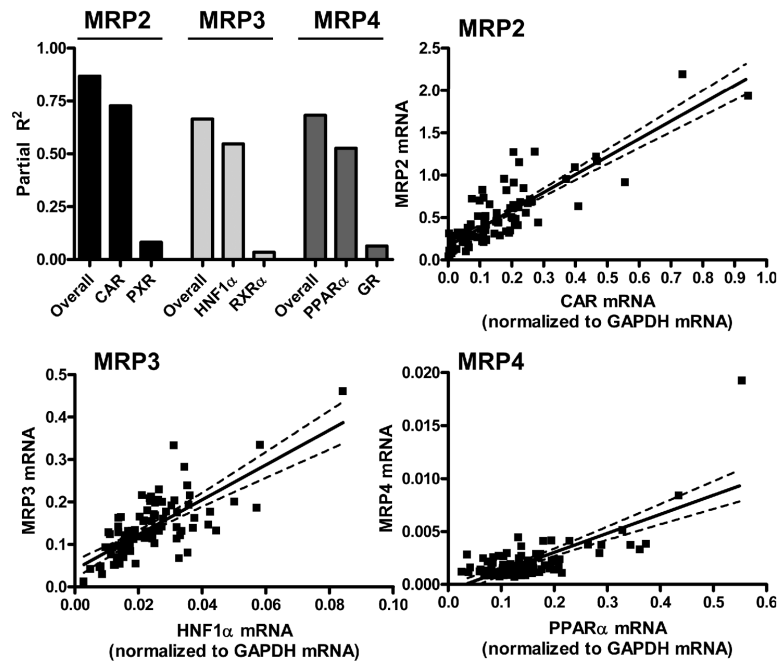 MRP2 MRP3 MRP4
Partial R²
1.00
0.75
0.50
0.25
0.00
Overall
CAR
PXR
Overall
HNF1α
RXRα
Overall
PPARα
GR
MRP2
MRP2 mRNA
2.5
2.0
1.5
1.0
0.5
0.0
0.0 0.1 0.2 0.3 0.4 0.5 0.6 0.7 0.8 0.9 1.0
CAR mRNA
(normalized to GAPDH mRNA)
MRP3
MRP3 mRNA
0.5
0.4
0.3
0.2
0.1
0.0
0.00 0.02 0.04 0.06 0.08 0.10
HNF1α mRNA
(normalized to GAPDH mRNA)
MRP4
MRP4 mRNA
0.020
0.015
0.010
0.005
0.000
0.0 0.1 0.2 0.3 0.4 0.5 0.6
PPARα mRNA
(normalized to GAPDH mRNA)